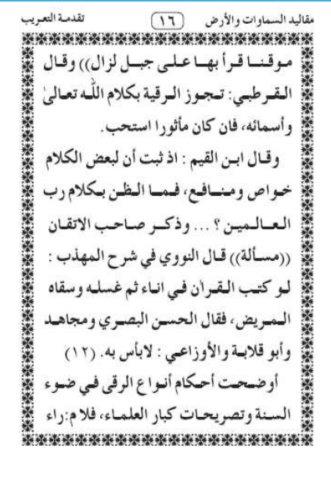 مقاليد السماوات والأرض ١٦ تقدمة التعريب
موقنا قرأ بها على جبل لزال)) وقال
القرطبي: تجوز الرقية بكلام الله تعالى
وأسمائه، فان كان مأثورا استحب.
وقال ابن القيم : اذ ثبت أن لبعض الكلام
خواص ومنافع، فما الظن بكلام رب
العالمين ؟ ... وذكر صاحب الاتقان
((مسألة)) قال النووي في شرح المهذب :
لو كتب القرآن في اناء ثم غسله وسقاه
المريض، فقال الحسن البصري ومجاهد
وأبو قلابة والأوزاعي : لابأس به. (١٢)
أوضحت أحكام أنواع الرقى في ضوء
السنة وتصريحات كبار العلماء، فلا م:راء